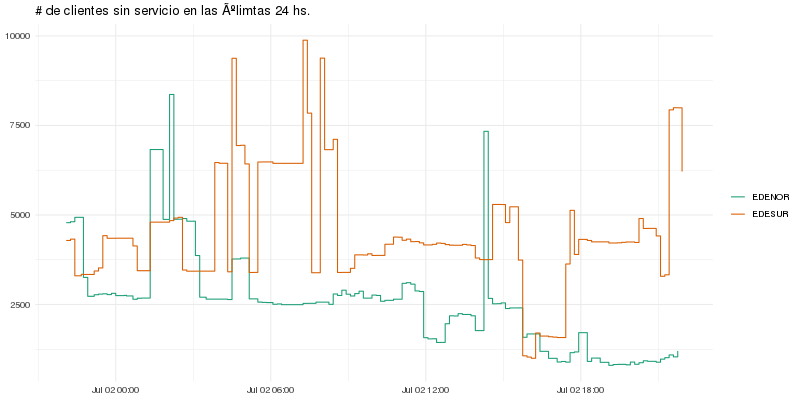 # de clientes sin servicio en las Ãºlimtas 24 hs.
10000
7500
5000
2500
Jul 02 00:00
Jul 02 06:00
Jul 02 12:00
Jul 02 18:00
EDENOR
EDESUR